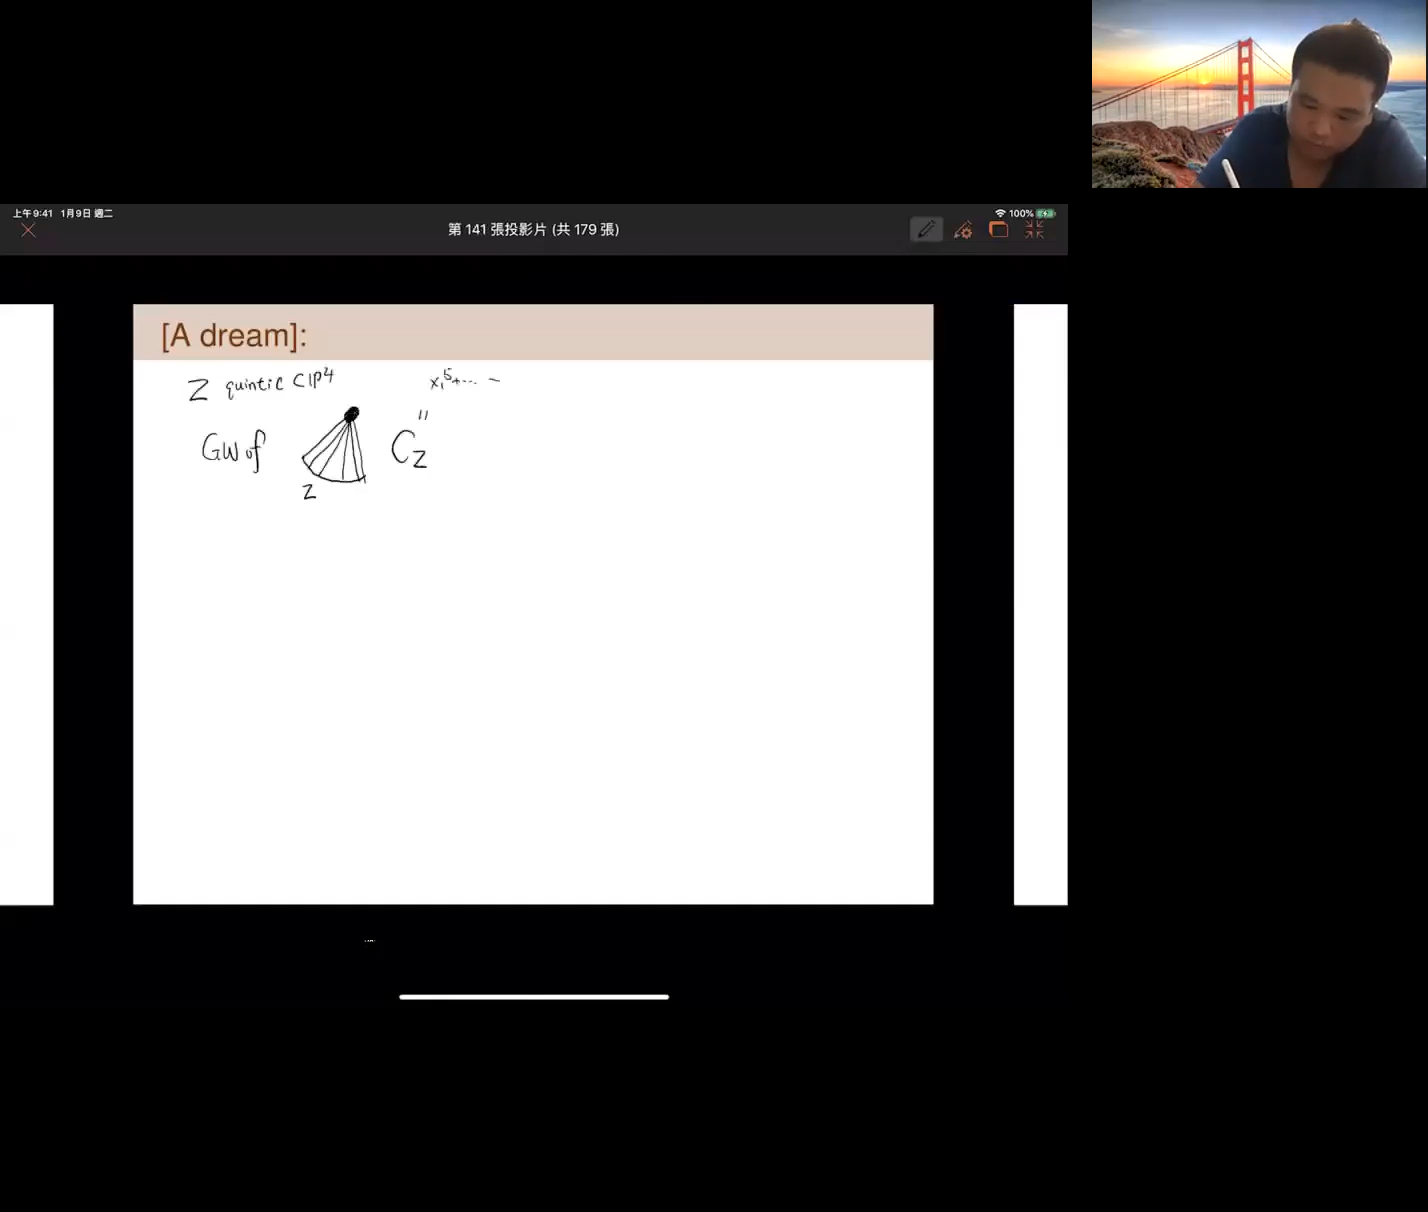 上午9:41 1月9日 週二
100%
第 141 張投影片 (共 179 張)
[A dream]:
Z quintic ⊂ ℙ⁴
x₁⁵+... –
"
GW of C_Z
Z